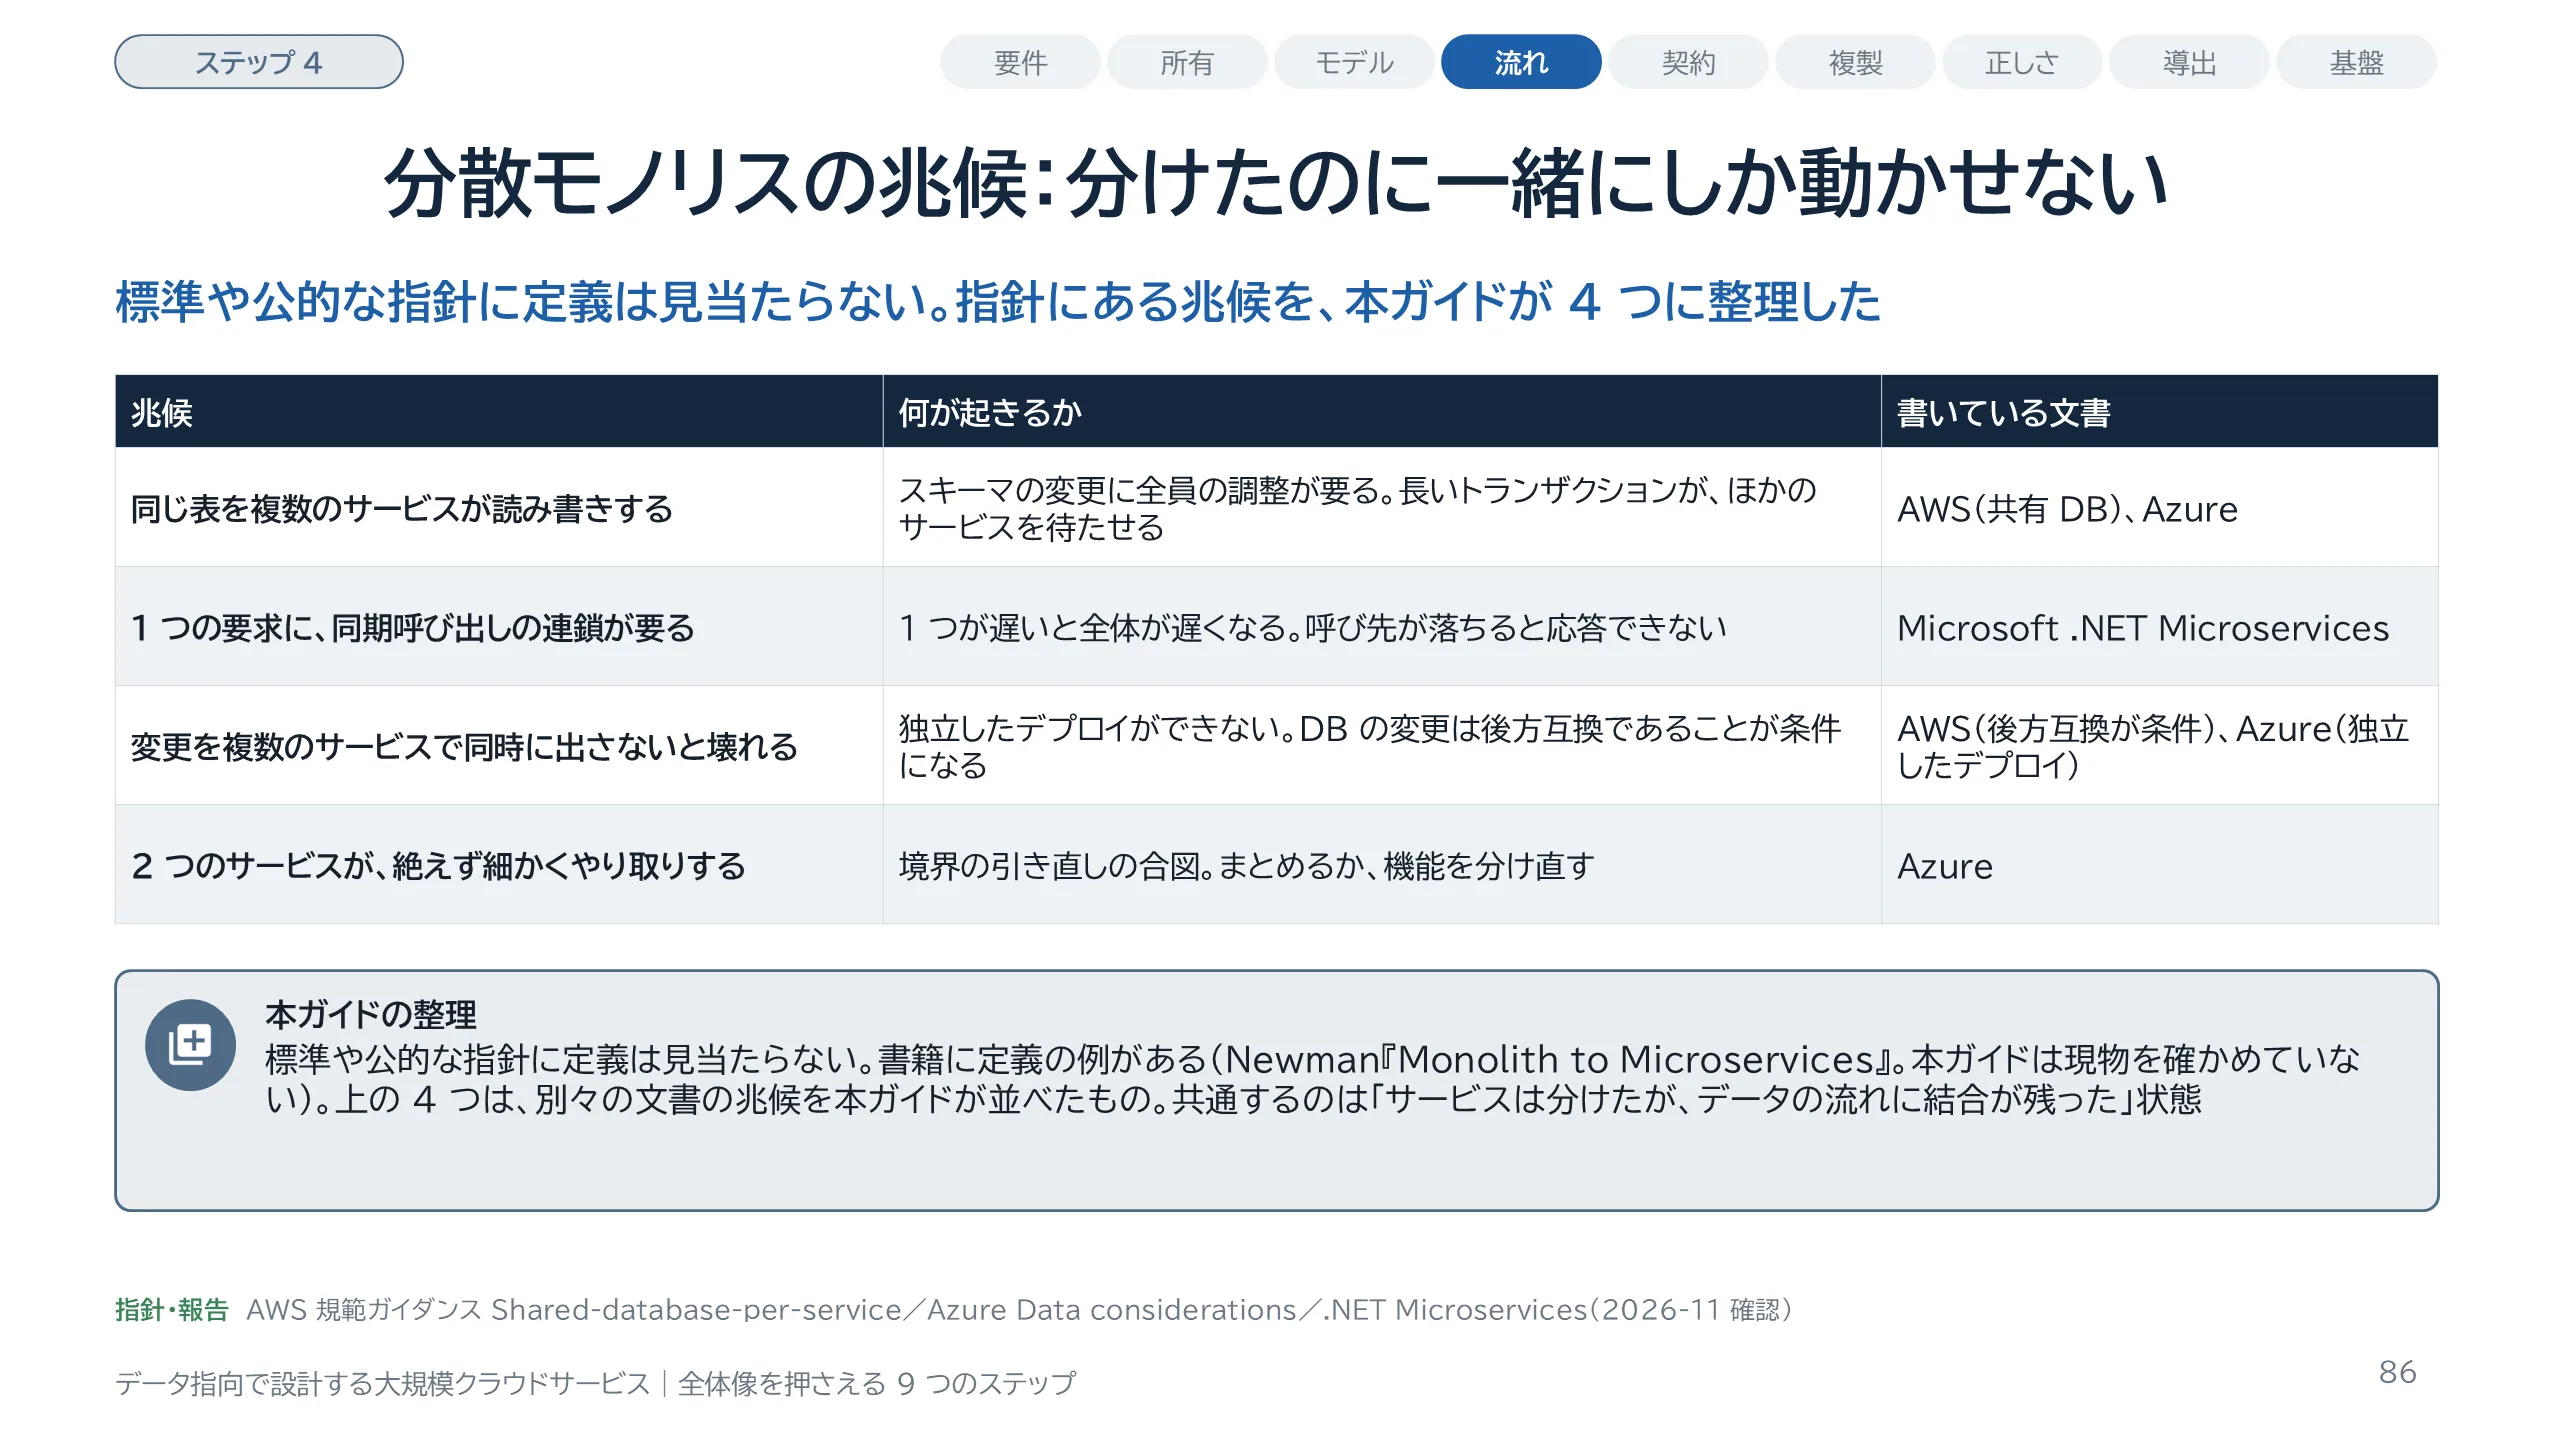 ステップ 4
要件
所有
モデル
流れ
契約
複製
正しさ
導出
基盤
分散モノリスの兆候：分けたのに一緒にしか動かせない
標準や公的な指針に定義は見当たらない。指針にある兆候を、本ガイドが 4 つに整理した
兆候
何が起きるか
書いている文書
同じ表を複数のサービスが読み書きする
スキーマの変更に全員の調整が要る。長いトランザクションが、ほかの
サービスを待たせる
AWS（共有 DB）、Azure
1 つの要求に、同期呼び出しの連鎖が要る
1 つが遅いと全体が遅くなる。呼び先が落ちると応答できない
Microsoft .NET Microservices
変更を複数のサービスで同時に出さないと壊れる
独立したデプロイができない。DB の変更は後方互換であることが条件
になる
AWS（後方互換が条件）、Azure（独立
したデプロイ）
2 つのサービスが、絶えず細かくやり取りする
境界の引き直しの合図。まとめるか、機能を分け直す
Azure
本ガイドの整理
標準や公的な指針に定義は見当たらない。書籍に定義の例がある（Newman『Monolith to Microservices』。本ガイドは現物を確かめていな
い）。上の 4 つは、別々の文書の兆候を本ガイドが並べたもの。共通するのは「サービスは分けたが、データの流れに結合が残った」状態
指針・報告 AWS 規範ガイダンス Shared-database-per-service／Azure Data considerations／.NET Microservices（2026-11 確認）
データ指向で設計する大規模クラウドサービス｜全体像を押さえる 9 つのステップ
86